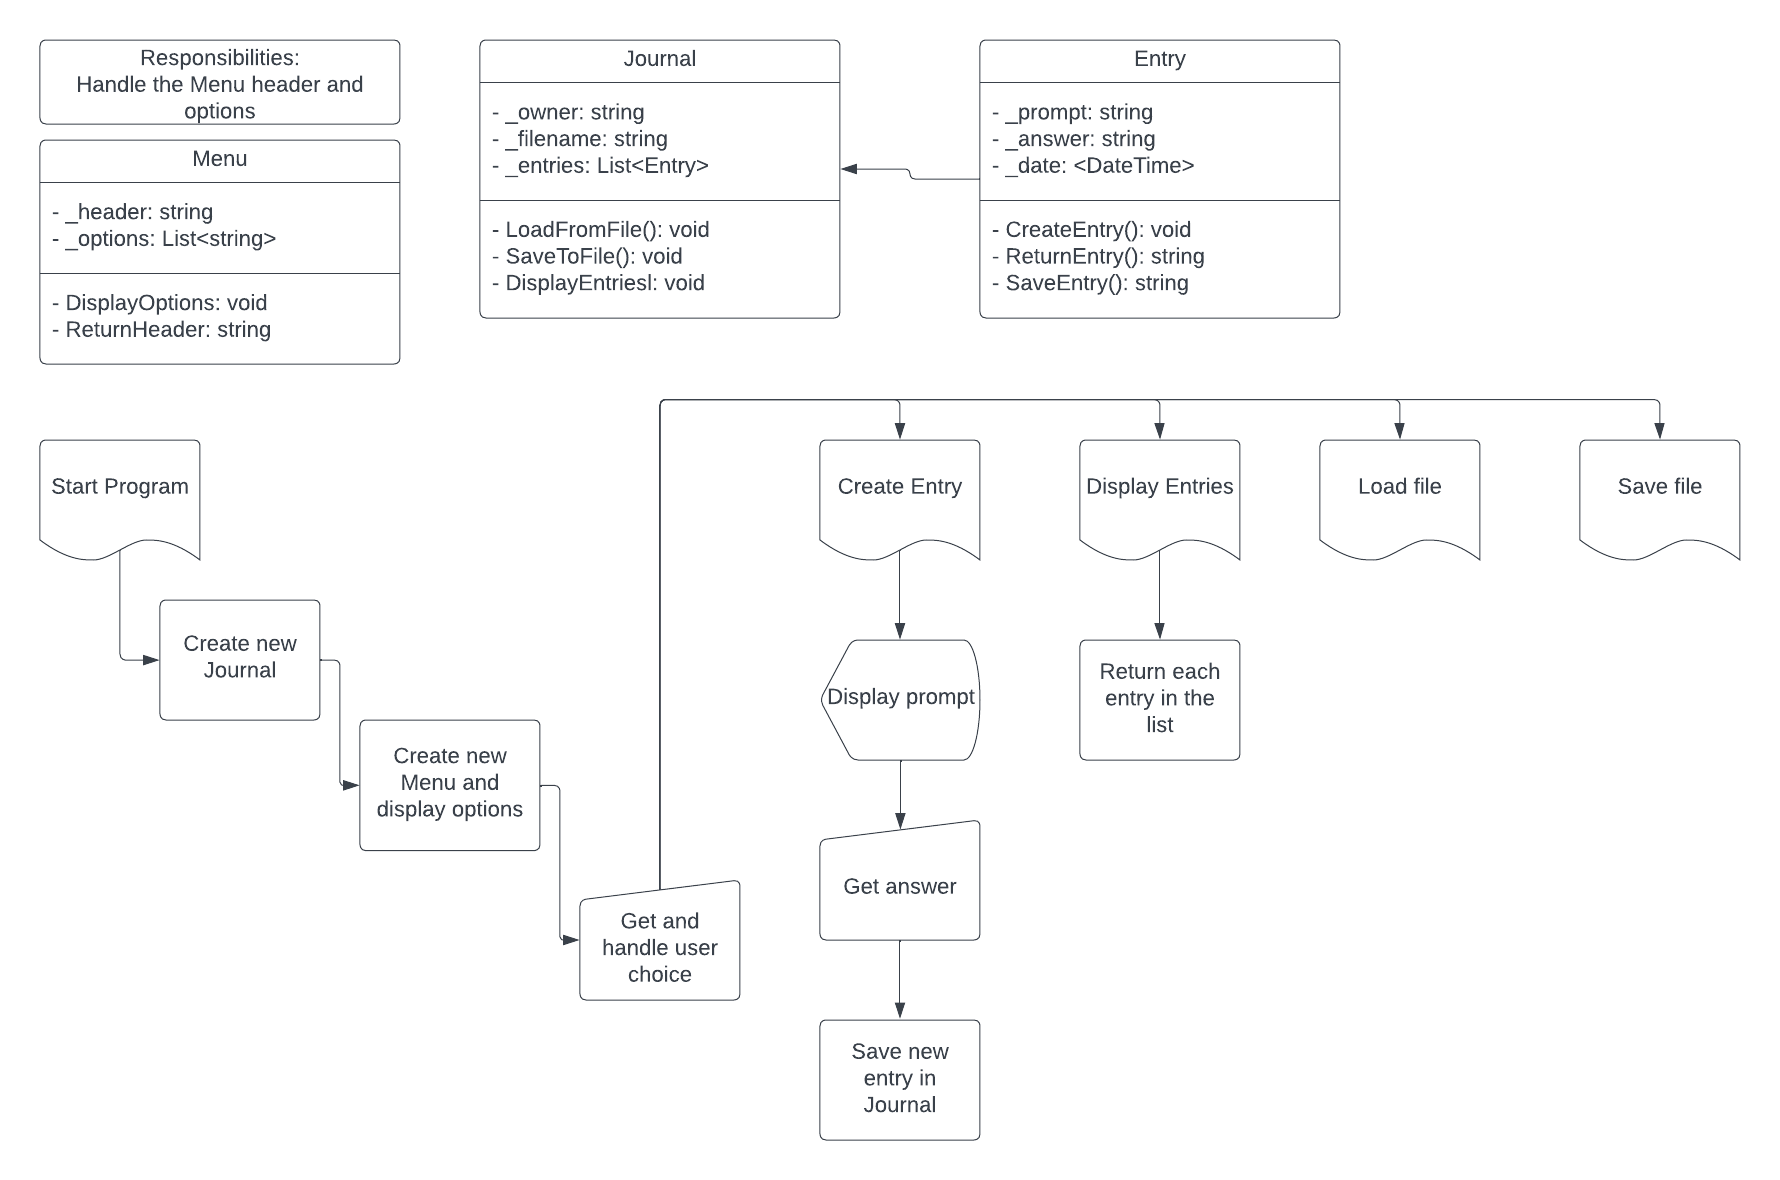 Responsibilities:
Handle the Menu header and
options
Menu
- _header: string
- _options: List<string>
- DisplayOptions: void
- ReturnHeader: string
Journal
- _owner: string
- _filename: string
- _entries: List<Entry>
- LoadFromFile(): void
- SaveToFile(): void
- DisplayEntriesl: void
Entry
- _prompt: string
- _answer: string
- _date: <DateTime>
- CreateEntry(): void
- ReturnEntry(): string
- SaveEntry(): string
Start Program
Create new
Journal
Create new
Menu and
display options
Get and
handle user
choice
Create Entry
Display prompt
Get answer
Save new
entry in
Journal
Display Entries
Return each
entry in the
list
Load file
Save file